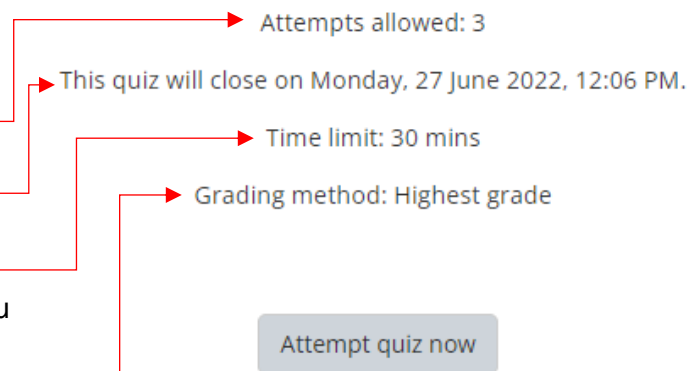 Attempts allowed: 3
This quiz will close on Monday, 27 June 2022, 12:06 PM.
Time limit: 30 mins
Grading method: Highest grade
Attempt quiz now